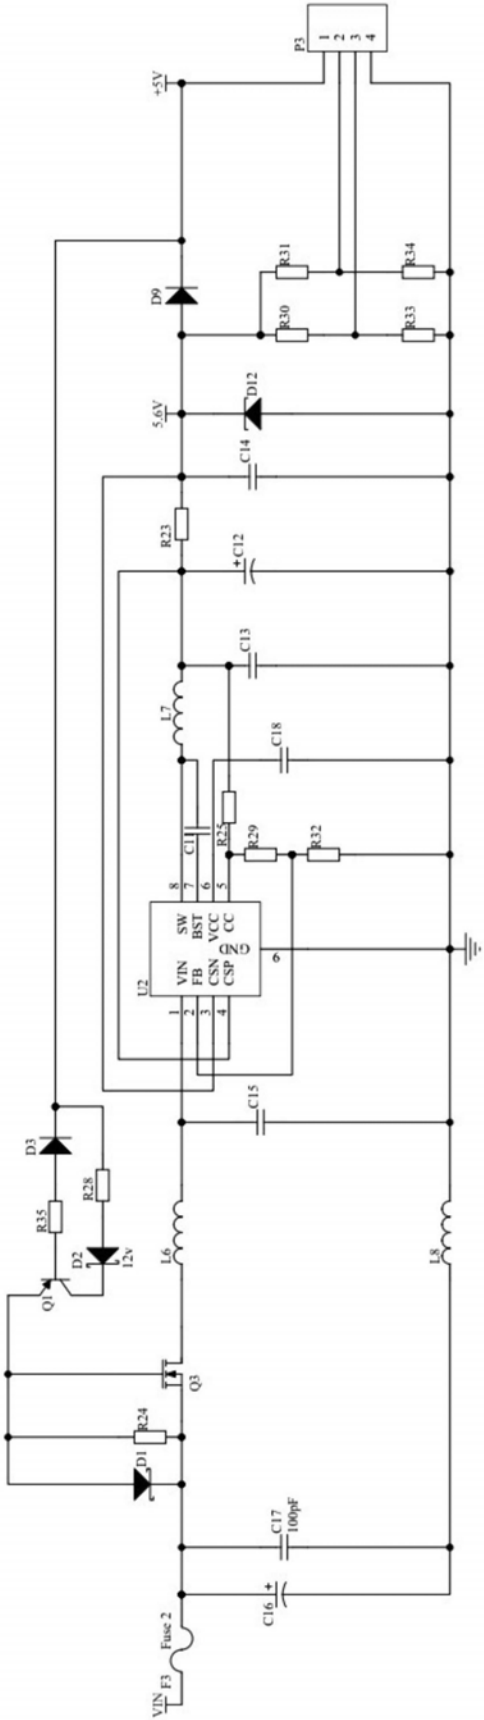 VIN
F3
Fuse 2
C16
+
C17
100pF
D1
R24
Q3
Q1
D2
12v
R35
D3
R28
L6
L8
C15
U2
1
2
3
4
VIN
FB
CSN
CSP
GND
9
SW
BST
VCC
CC
8
7
6
5
C1
R25
R29
R32
C18
L7
C13
R23
+
C12
C14
5.6V
D12
D9
R30
R31
R33
R34
+5V
P3
1
2
3
4